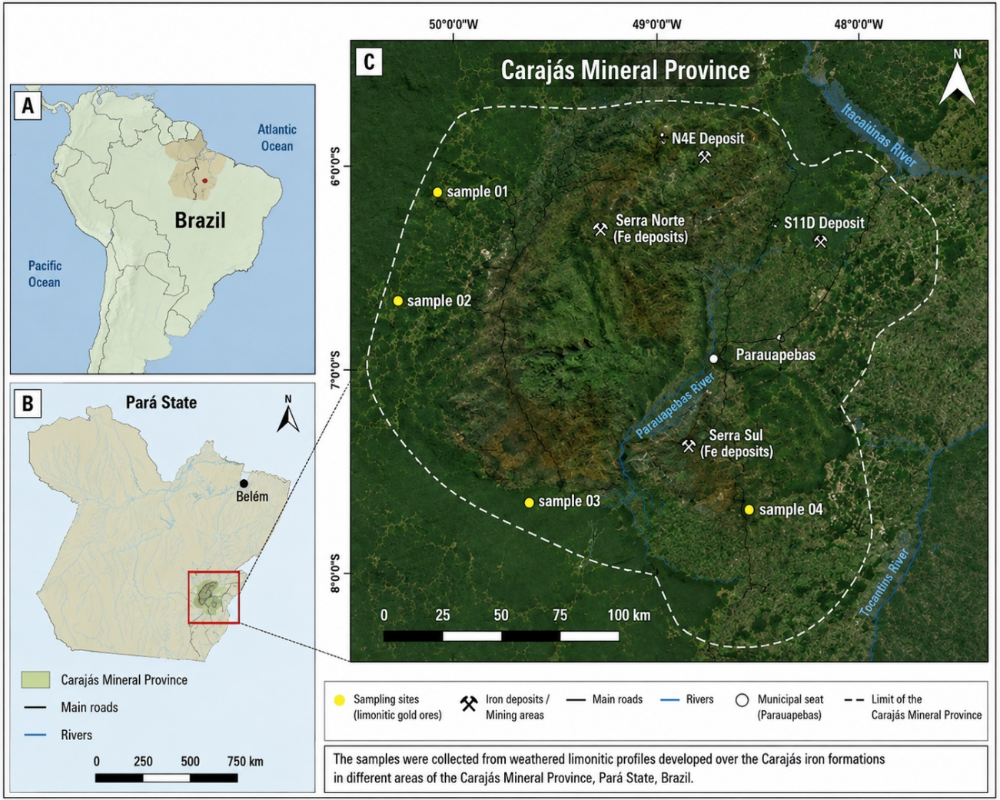 50°0'0"W
49°0'0"W
48°0'0"W
A
Atlantic
Ocean
Brazil
Pacific
Ocean
B
Pará State
N
Belém
Carajás Mineral Province
Main roads
Rivers
0 250 500 750 km
C
Carajás Mineral Province
N
6°0'0"S
7°0'0"S
8°0'0"S
Itacaiúnas River
N4E Deposit
sample 01
Serra Norte
(Fe deposits)
S11D Deposit
sample 02
Parauapebas
Parauapebas River
Serra Sul
(Fe deposits)
sample 03
sample 04
Tocantins River
0 25 50 75 100 km
Sampling sites
(limonitic gold ores)
Iron deposits /
Mining areas
Main roads
Rivers
Municipal seat
(Parauapebas)
Limit of the
Carajás Mineral Province
The samples were collected from weathered limonitic profiles developed over the Carajás iron formations
in different areas of the Carajás Mineral Province, Pará State, Brazil.